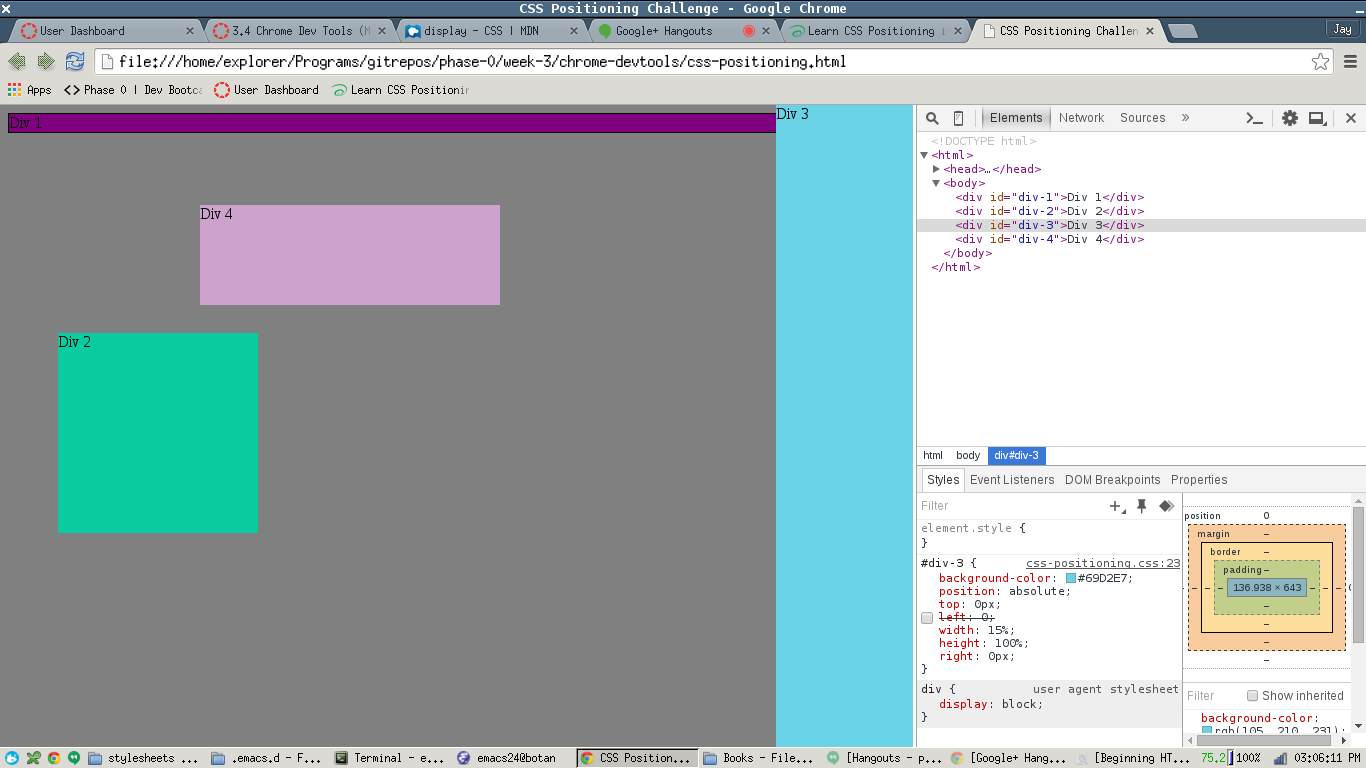 CSS Positioning Challenge - Google Chrome
User Dashboard
3.4 Chrome Dev Tools (M
display - CSS | MDN
Google+ Hangouts
Learn CSS Positioning i
CSS Positioning Challen
Jay
file:///home/explorer/Programs/gitrepos/phase-0/week-3/chrome-devtools/css-positioning.html
Apps
<> Phase 0 | Dev Bootca
User Dashboard
Learn CSS Positionin
Div 1
Div 3
Div 4
Div 2
Elements Network Sources »
<!DOCTYPE html>
<html>
<head>…</head>
<body>
<div id="div-1">Div 1</div>
<div id="div-2">Div 2</div>
<div id="div-3">Div 3</div>
<div id="div-4">Div 4</div>
</body>
</html>
html body div#div-3
Styles Event Listeners DOM Breakpoints Properties
Filter
element.style {
}
#div-3 { css-positioning.css:23
background-color: #69D2E7;
position: absolute;
top: 0px;
left: 0;
width: 15%;
height: 100%;
right: 0px;
}
div { user agent stylesheet
display: block;
}
position 0
margin –
border –
padding –
– – – 136.938 × 643 – – –
–
–
–
–
Filter Show inherited
background-color:
rgb(105, 210, 231);
stylesheets ...
.emacs.d - F...
Terminal - e...
emacs24@botan
CSS Position...
Books - File...
[Hangouts - p...
[Google+ Hang...
[Beginning HT...
75.2 100% 03:06:11 PM